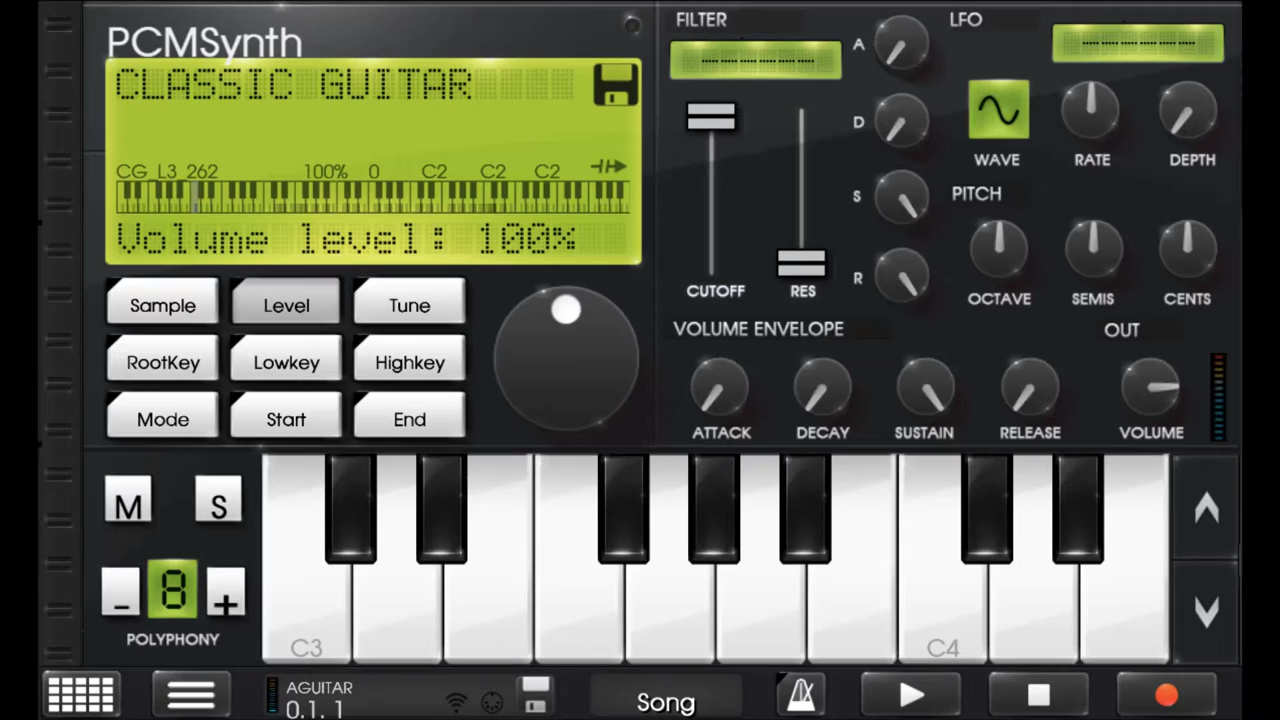 PCMSynth
CLASSIC GUITAR
CG_L3_262 100% 0 C2 C2 C2
Volume level: 100%
Sample Level Tune
RootKey Lowkey Highkey
Mode Start End
FILTER
CUTOFF RES
A
D
S
R
LFO
WAVE RATE DEPTH
PITCH
OCTAVE SEMIS CENTS
VOLUME ENVELOPE
ATTACK DECAY SUSTAIN RELEASE
OUT
VOLUME
M S
- 8 +
POLYPHONY
C3 C4
AGUITAR
0.1. 1
Song